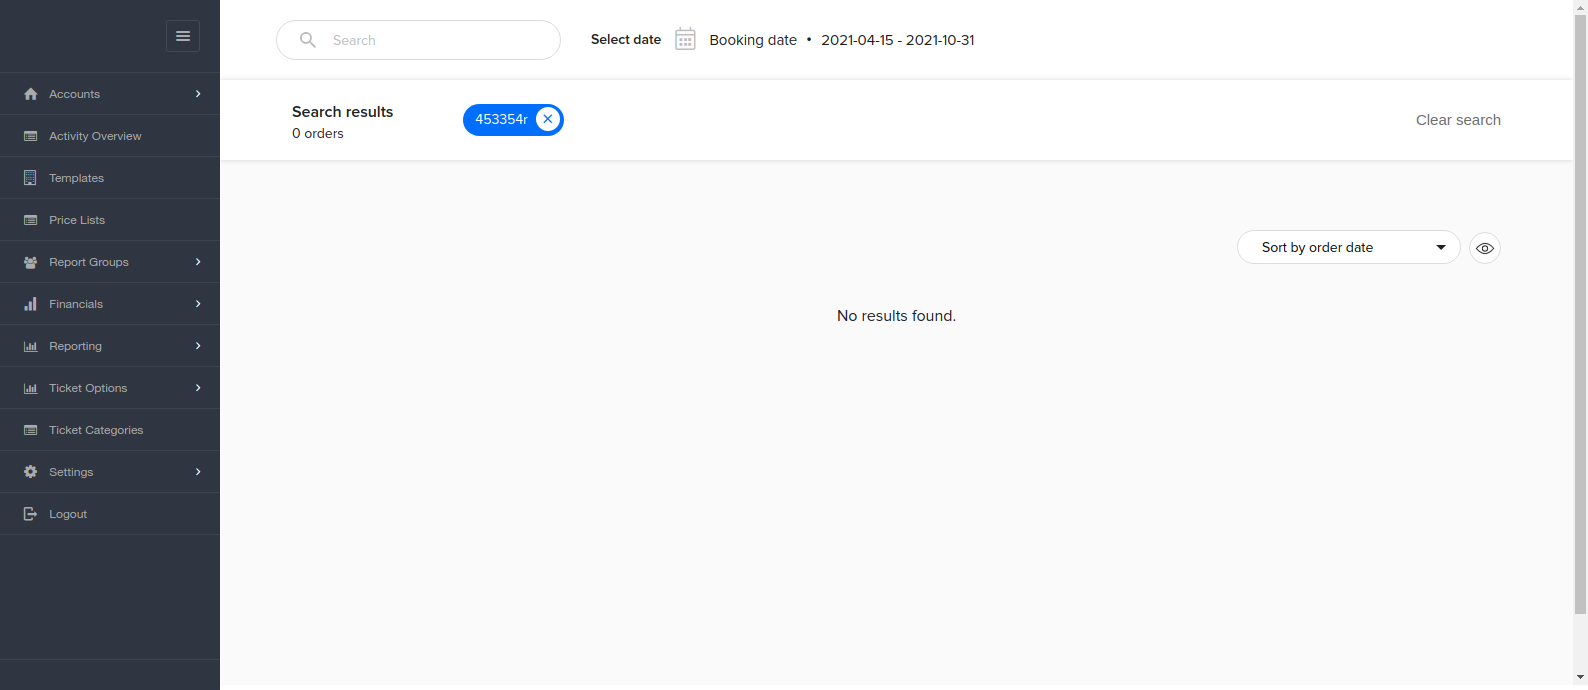 Search
Select date
Booking date • 2021-04-15 - 2021-10-31
Accounts
Activity Overview
Templates
Price Lists
Report Groups
Financials
Reporting
Ticket Options
Ticket Categories
Settings
Logout
Search results
0 orders
453354r
Clear search
Sort by order date
No results found.